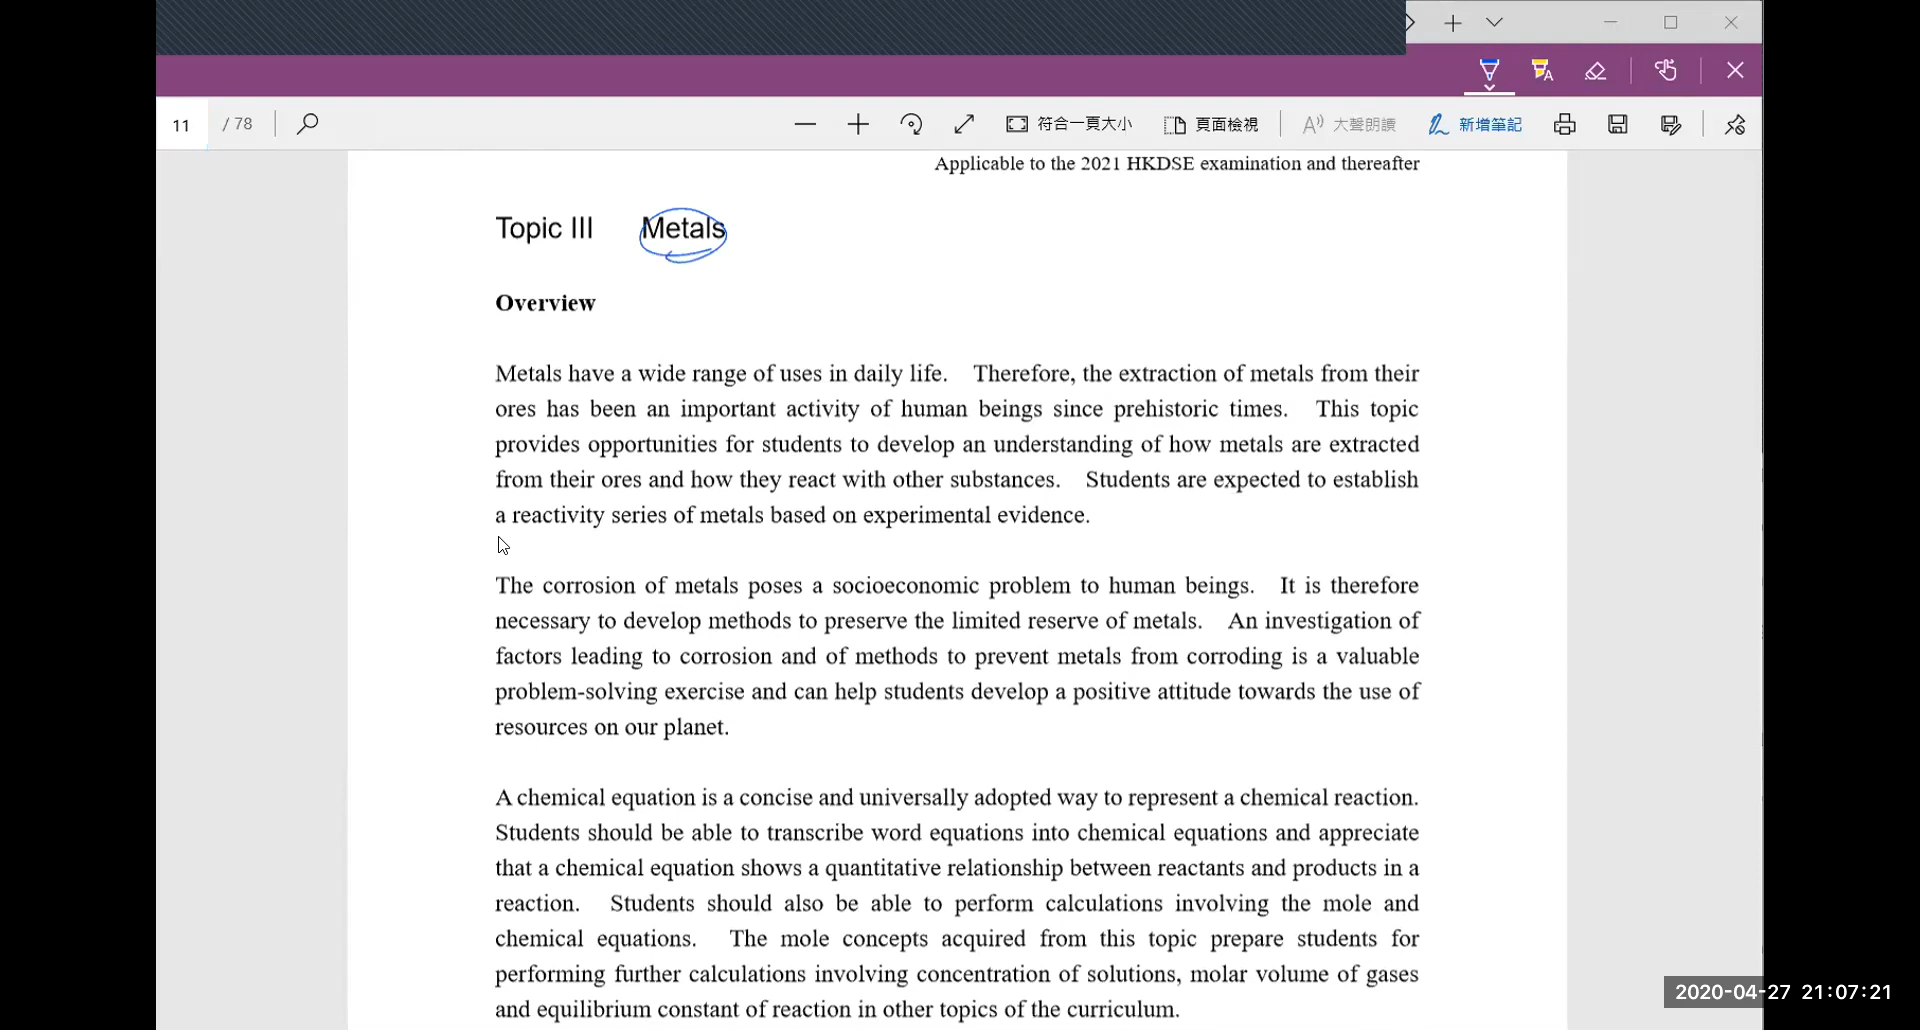 11 / 78 符合一頁大小 頁面檢視 A 大聲朗讀 新增筆記
Applicable to the 2021 HKDSE examination and thereafter
Topic III Metals
Overview
Metals have a wide range of uses in daily life. Therefore, the extraction of metals from their
ores has been an important activity of human beings since prehistoric times. This topic
provides opportunities for students to develop an understanding of how metals are extracted
from their ores and how they react with other substances. Students are expected to establish
a reactivity series of metals based on experimental evidence.
The corrosion of metals poses a socioeconomic problem to human beings. It is therefore
necessary to develop methods to preserve the limited reserve of metals. An investigation of
factors leading to corrosion and of methods to prevent metals from corroding is a valuable
problem-solving exercise and can help students develop a positive attitude towards the use of
resources on our planet.
A chemical equation is a concise and universally adopted way to represent a chemical reaction.
Students should be able to transcribe word equations into chemical equations and appreciate
that a chemical equation shows a quantitative relationship between reactants and products in a
reaction. Students should also be able to perform calculations involving the mole and
chemical equations. The mole concepts acquired from this topic prepare students for
performing further calculations involving concentration of solutions, molar volume of gases
and equilibrium constant of reaction in other topics of the curriculum.
2020-04-27 21:07:21